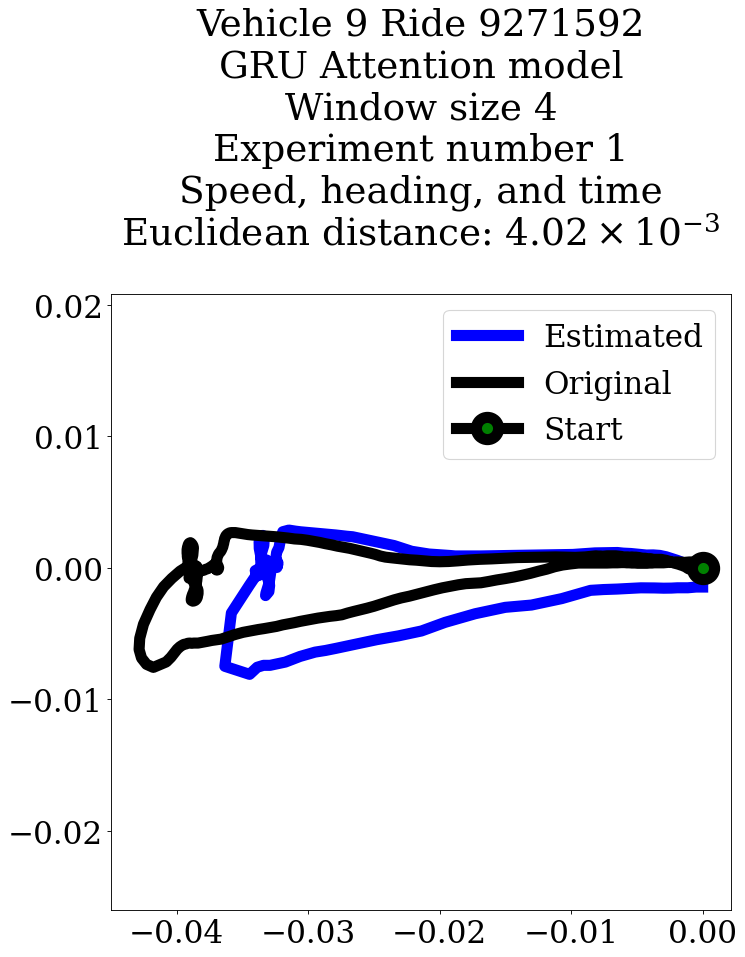 Vehicle 9 Ride 9271592
GRU Attention model
Window size 4
Experiment number 1
Speed, heading, and time
Euclidean distance: 4.02 × 10⁻³
Estimated
Original
Start
0.02
0.01
0.00
−0.01
−0.02
−0.04 −0.03 −0.02 −0.01 0.00